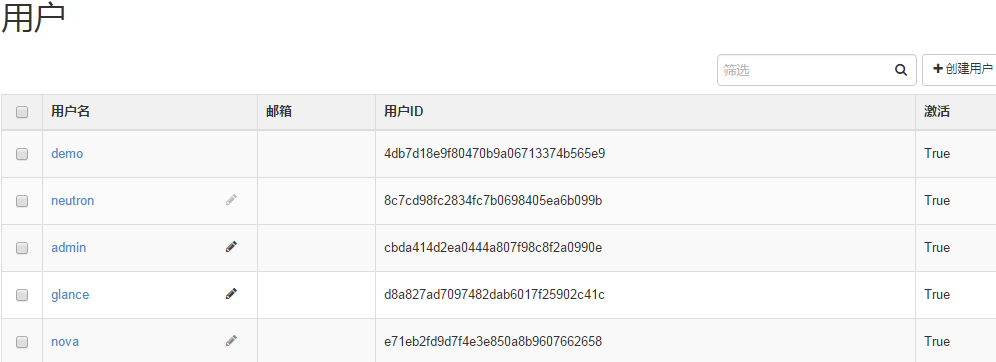 用户
筛选 创建用户
用户名 邮箱 用户ID 激活
demo 4db7d18e9f80470b9a06713374b565e9 True
neutron 8c7cd98fc2834fc7b0698405ea6b099b True
admin cbda414d2ea0444a807f98c8f2a0990e True
glance d8a827ad7097482dab6017f25902c41c True
nova e71eb2fd9d7f4e3e850a8b9607662658 True